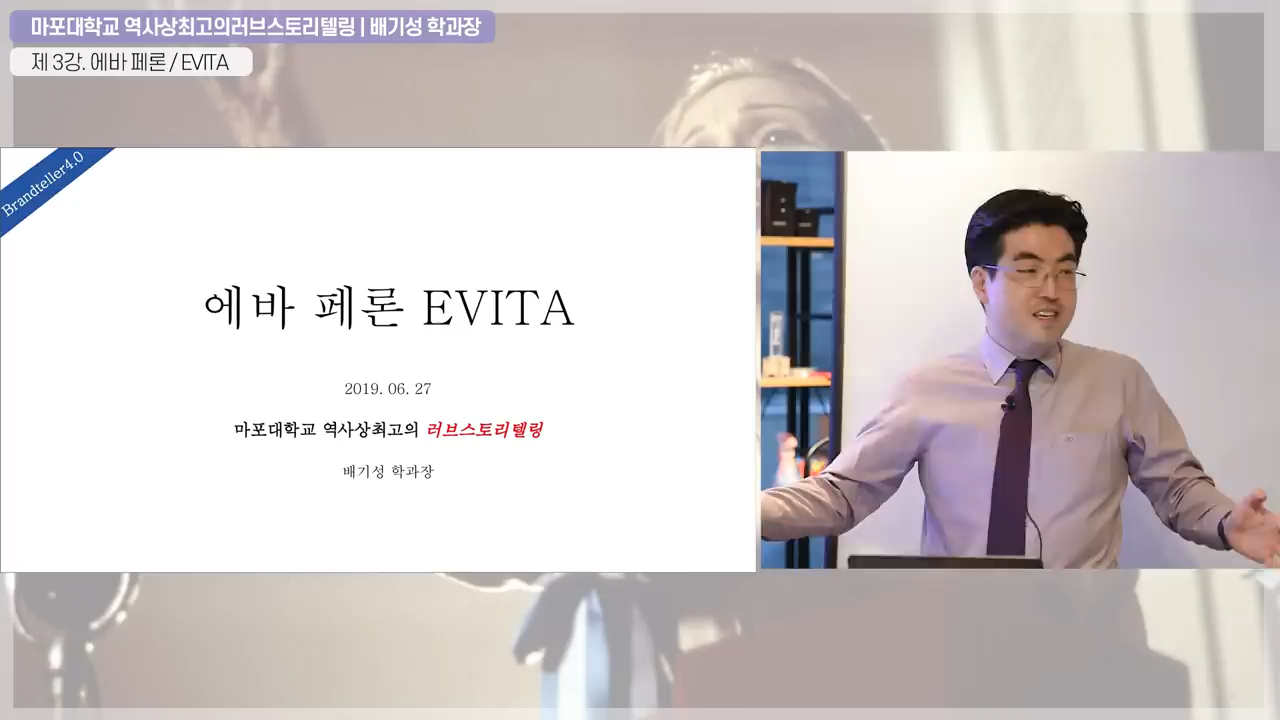 마포대학교 역사상최고의러브스토리텔링 | 배기성 학과장
제 3강. 에바 페론 / EVITA
Brandteller4.0
에바 페론 EVITA
2019. 06. 27
마포대학교 역사상최고의 러브스토리텔링
배기성 학과장